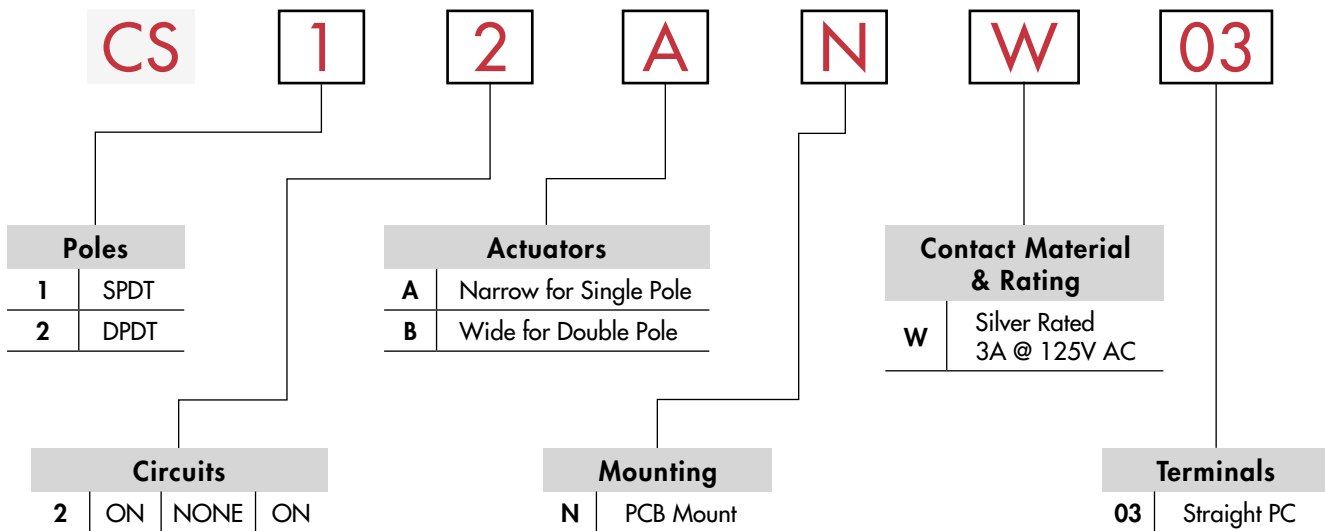 CS 1 2 A N W 03
Poles
1 SPDT
2 DPDT
Actuators
A Narrow for Single Pole
B Wide for Double Pole
Contact Material
& Rating
W Silver Rated
3A @ 125V AC
Circuits
2 ON NONE ON
Mounting
N PCB Mount
Terminals
03 Straight PC